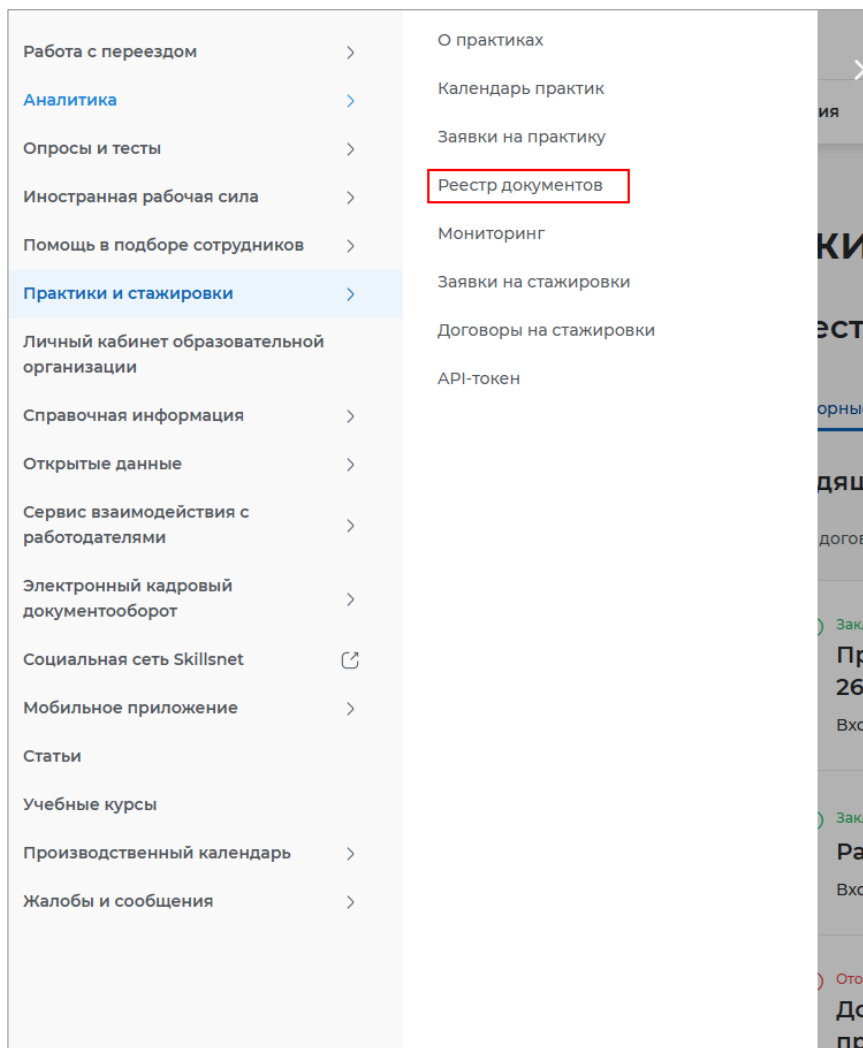 Работа с переездом
Аналитика
Опросы и тесты
Иностранная рабочая сила
Помощь в подборе сотрудников
Практики и стажировки
Личный кабинет образовательной
организации
Справочная информация
Открытые данные
Сервис взаимодействия с
работодателями
Электронный кадровый
документооборот
Социальная сеть Skillsnet
Мобильное приложение
Статьи
Учебные курсы
Производственный календарь
Жалобы и сообщения
О практиках
Календарь практик
Заявки на практику
Реестр документов
Мониторинг
Заявки на стажировки
Договоры на стажировки
API-токен
26